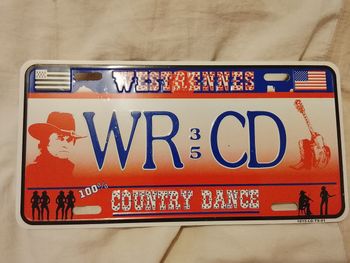 WESTRENNES
WR 35 CD
100%
COUNTRY DANCE